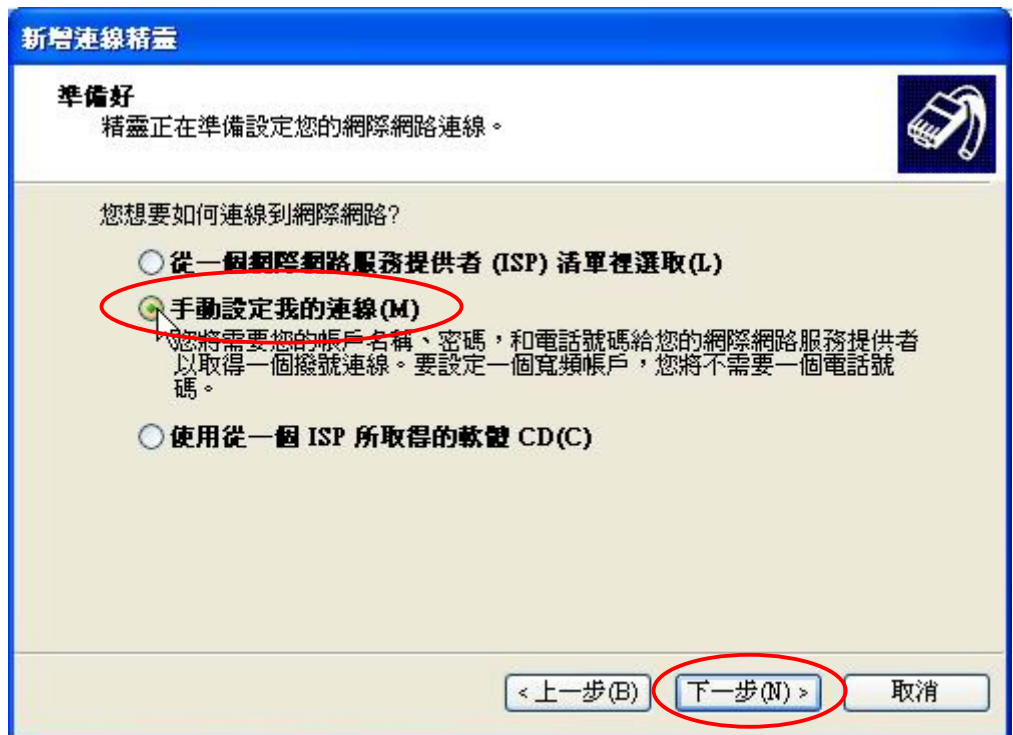 新增連線精靈
準備好
精靈正在準備設定您的網際網路連線。
您想要如何連線到網際網路?
從一個網際網路服務提供者 (ISP) 清單裡選取(L)
手動設定我的連線(M)
您將需要您的帳戶名稱、密碼，和電話號碼給您的網際網路服務提供者
以取得一個撥號連線。要設定一個寬頻帳戶，您將不需要一個電話號
碼。
使用從一個 ISP 所取得的軟體 CD(C)
<上一步(B) 下一步(N)> 取消